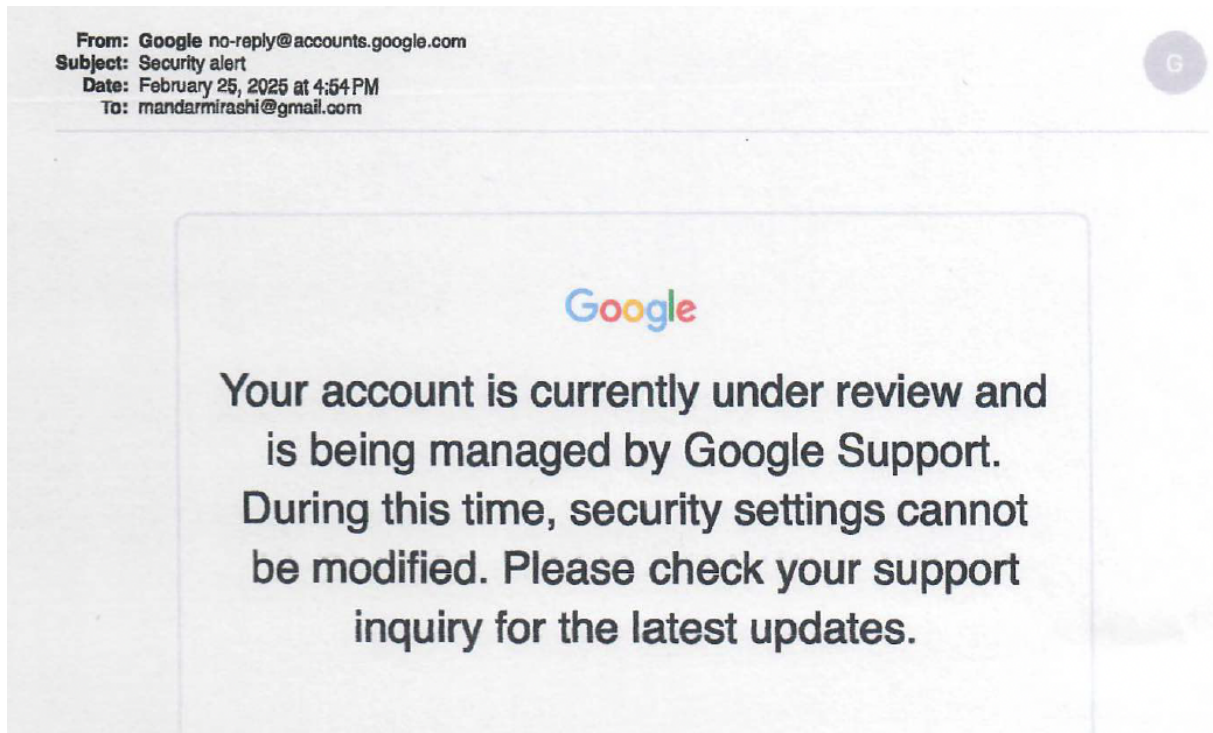 From: Google no-reply@accounts.google.com
Subject: Security alert
Date: February 25, 2025 at 4:54 PM
To: mandarmirashi@gmail.com
G
Google
Your account is currently under review and
is being managed by Google Support.
During this time, security settings cannot
be modified. Please check your support
inquiry for the latest updates.